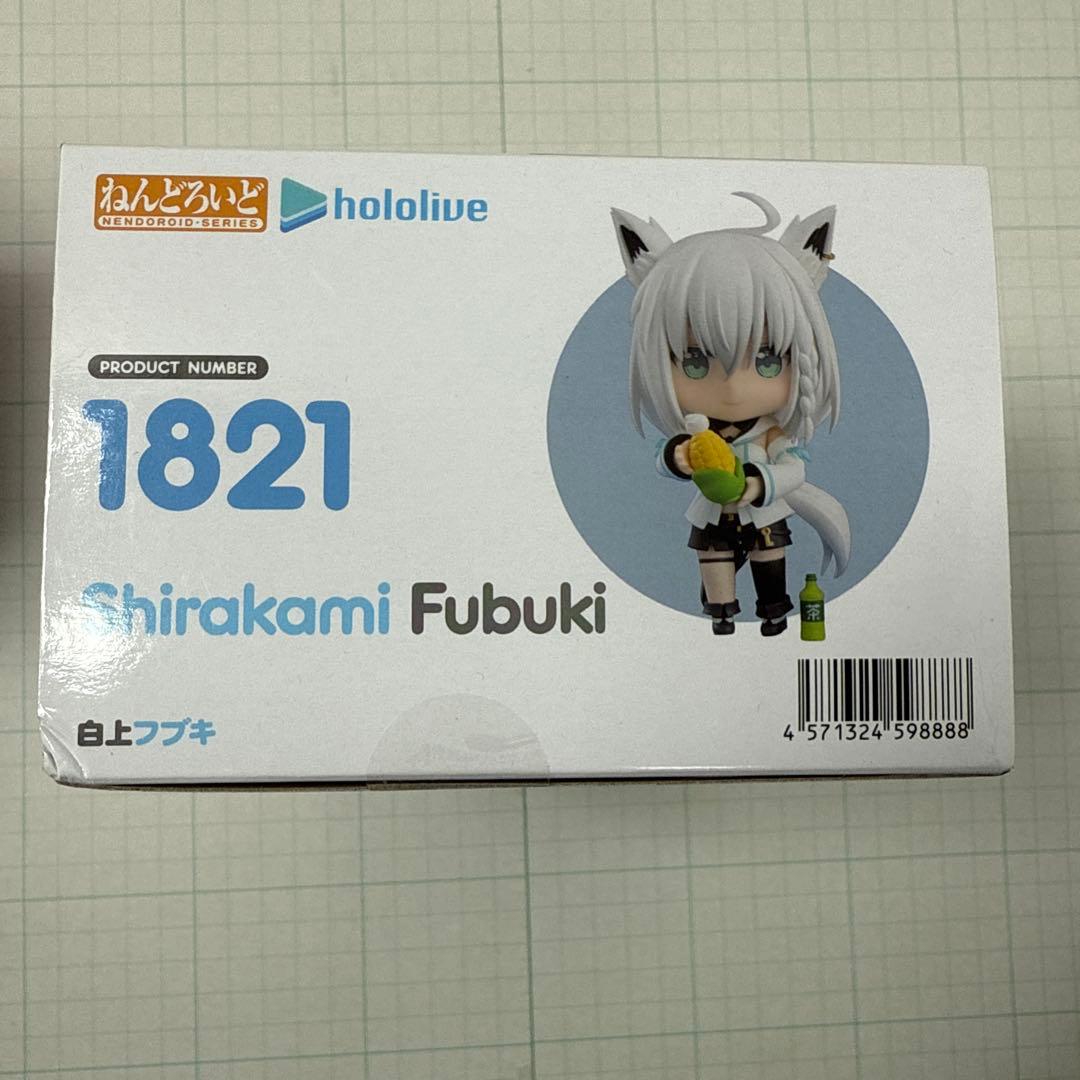 ねんどろいど
NENDOROID·SERIES
hololive
PRODUCT NUMBER
1821
Shirakami Fubuki
茶
白上フブキ
4 571324 598888